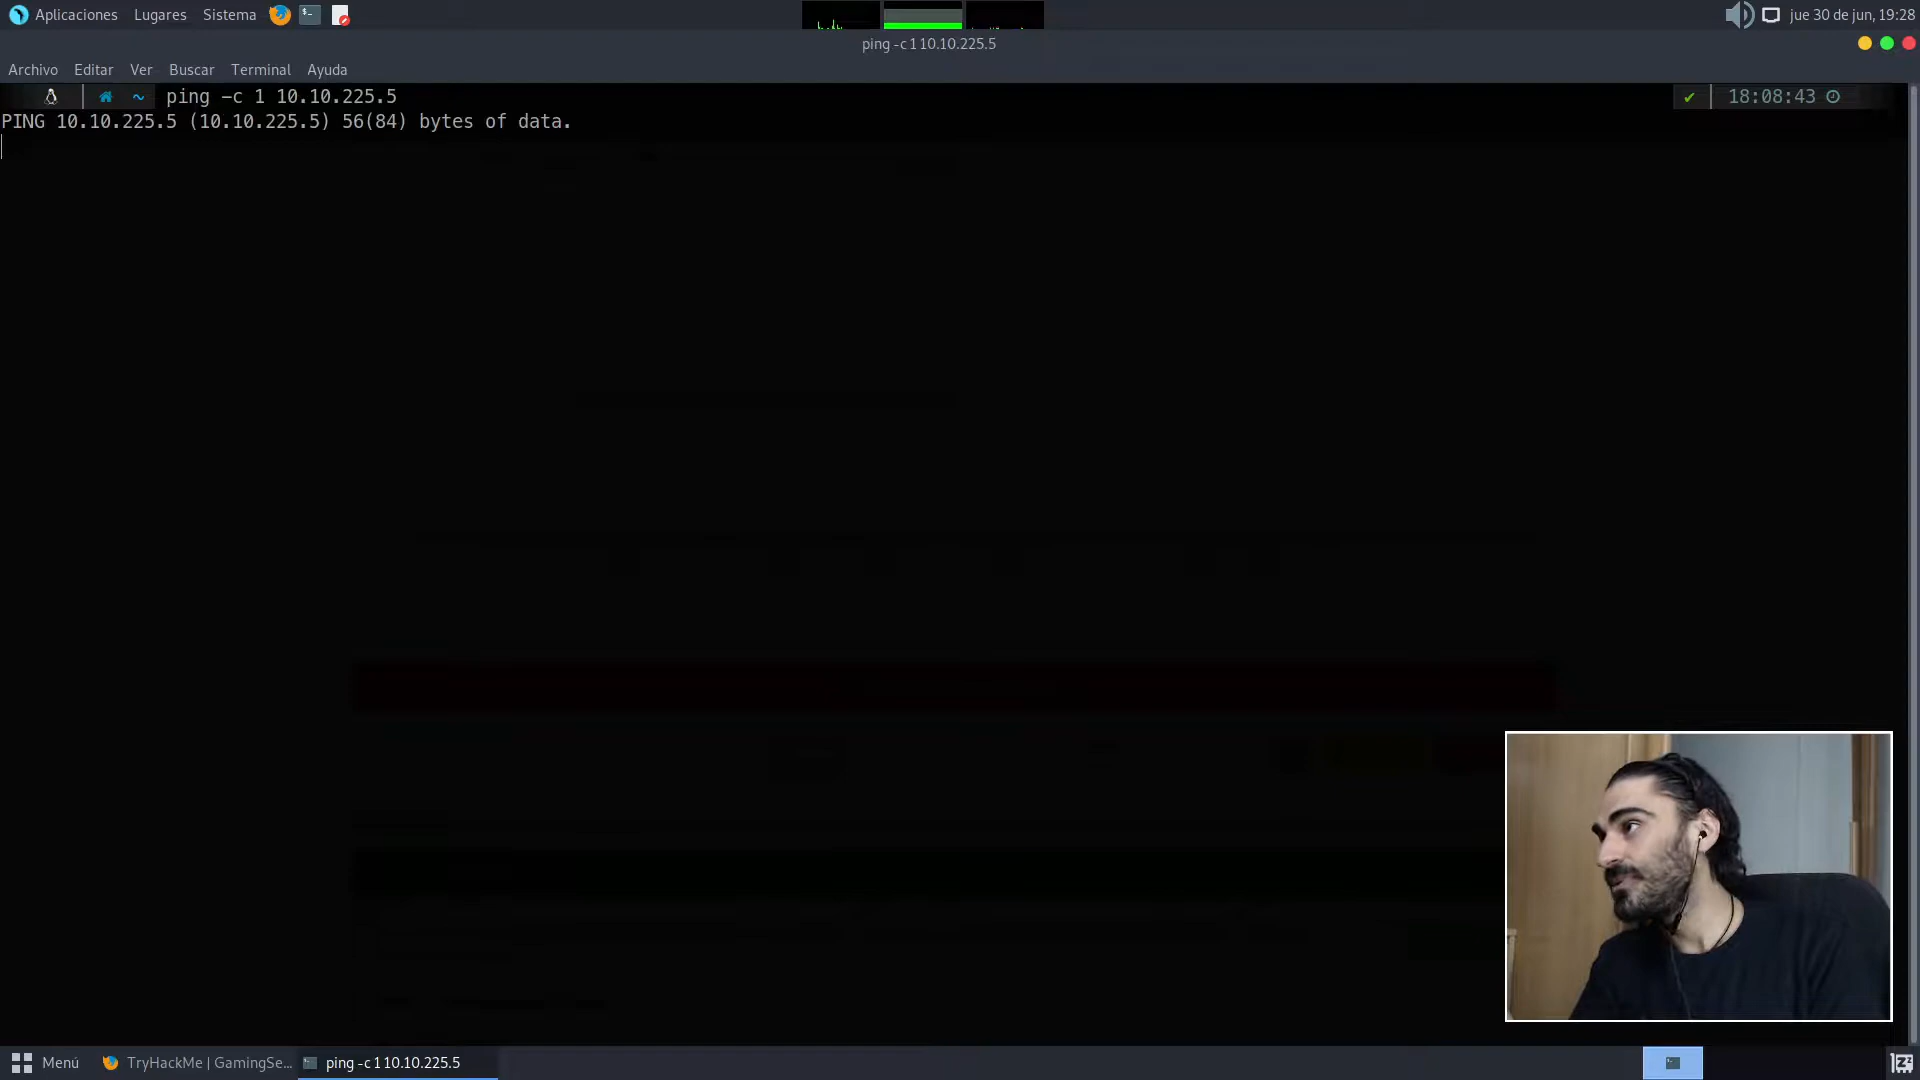 Aplicaciones Lugares Sistema
jue 30 de jun, 19:28
ping -c 1 10.10.225.5
Archivo Editar Ver Buscar Terminal Ayuda
~ ping -c 1 10.10.225.5
✔ 18:08:43
PING 10.10.225.5 (10.10.225.5) 56(84) bytes of data.
Menú TryHackMe | GamingSe... ping -c 1 10.10.225.5